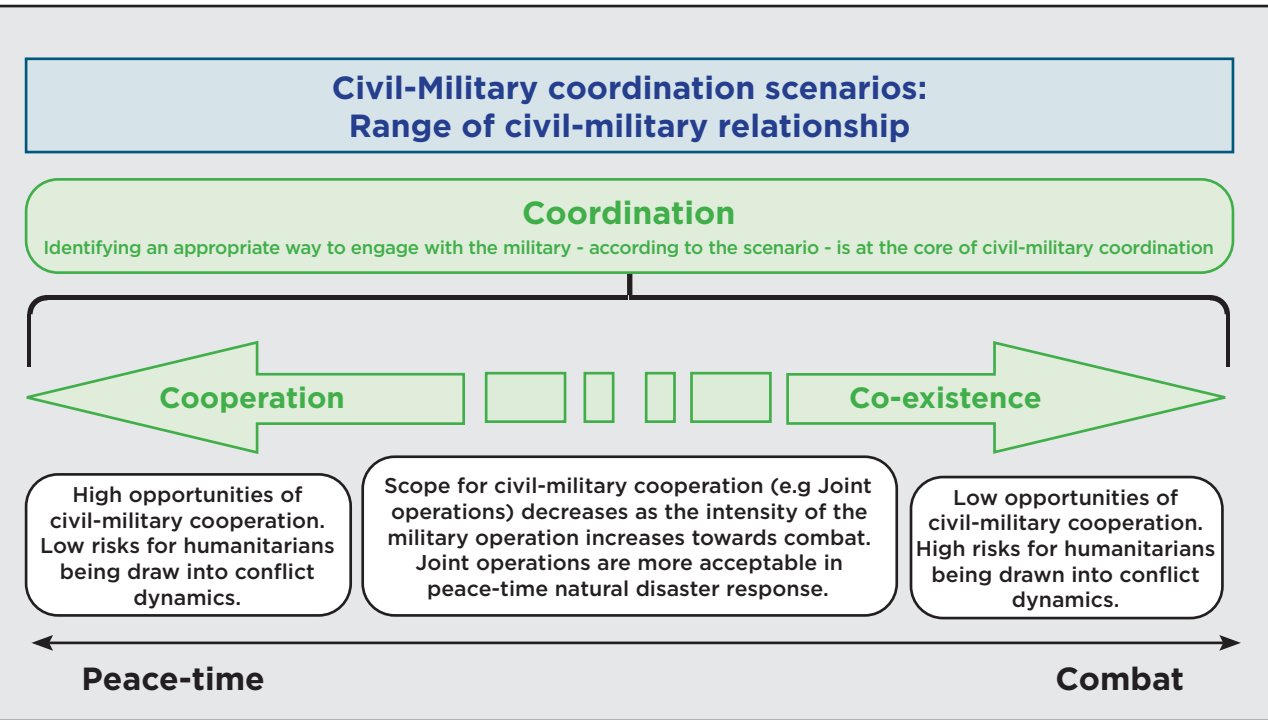 Civil-Military coordination scenarios:
Range of civil-military relationship
Coordination
Identifying an appropriate way to engage with the military - according to the scenario - is at the core of civil-military coordination
Cooperation
Co-existence
High opportunities of
civil-military cooperation.
Low risks for humanitarians
being draw into conflict
dynamics.
Scope for civil-military cooperation (e.g Joint
operations) decreases as the intensity of the
military operation increases towards combat.
Joint operations are more acceptable in
peace-time natural disaster response.
Low opportunities of
civil-military cooperation.
High risks for humanitarians
being drawn into conflict
dynamics.
Peace-time
Combat